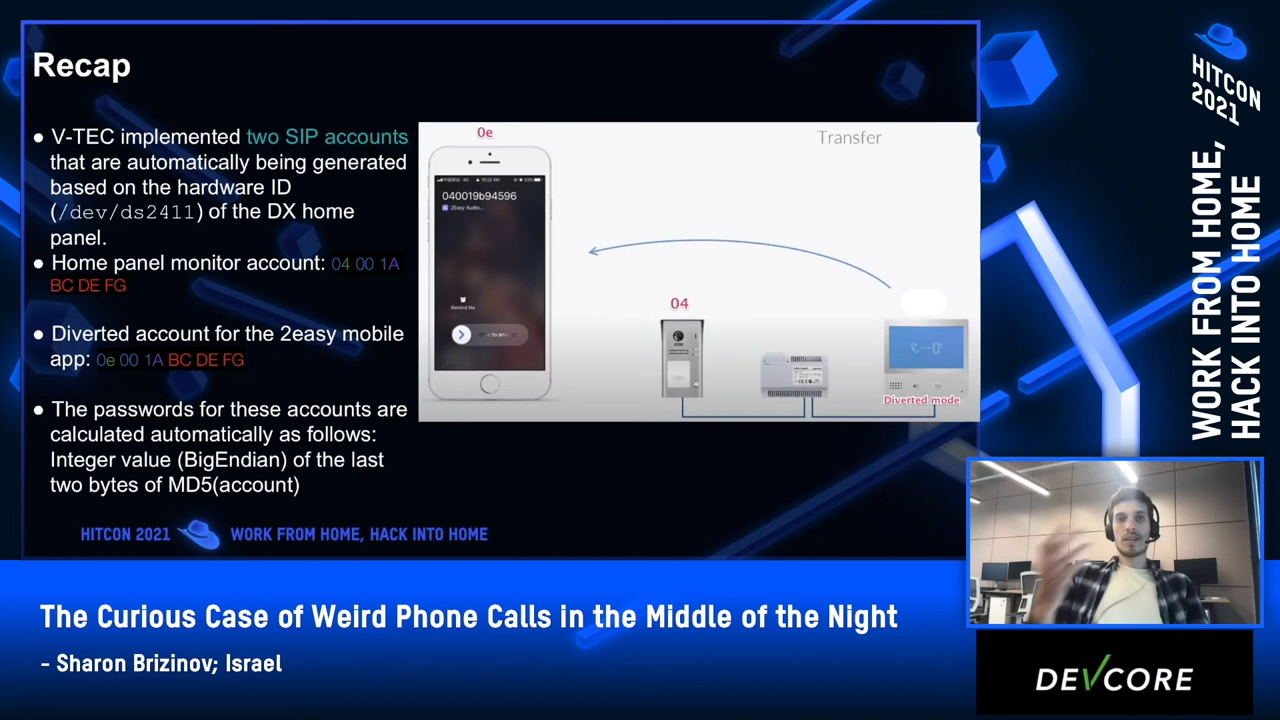 Recap
● V-TEC implemented two SIP accounts
that are automatically being generated
based on the hardware ID
(/dev/ds2411) of the DX home
panel.
● Home panel monitor account: 04 00 1A
BC DE FG
● Diverted account for the 2easy mobile
app: 0e 00 1A BC DE FG
● The passwords for these accounts are
calculated automatically as follows:
Integer value (BigEndian) of the last
two bytes of MD5(account)
0e
040019b94596
2Easy Audio...
Remind Me
Transfer
04
Diverted mode
HITCON 2021 WORK FROM HOME, HACK INTO HOME
HITCON
2021
WORK FROM HOME,
HACK INTO HOME
The Curious Case of Weird Phone Calls in the Middle of the Night
- Sharon Brizinov; Israel
DEVCORE